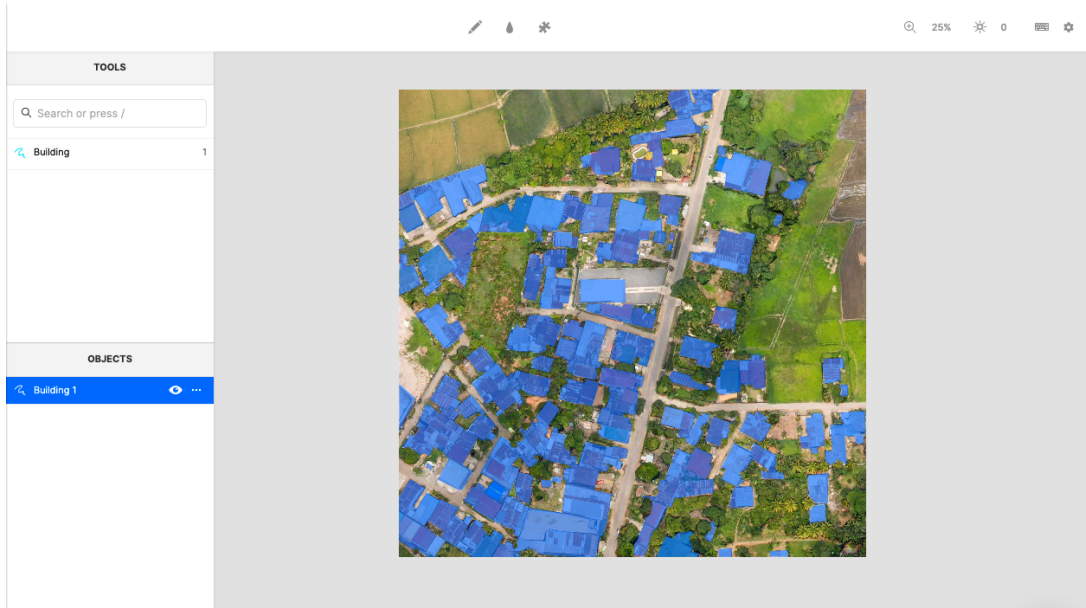 25%
0
TOOLS
Search or press /
Building 1
OBJECTS
Building 1